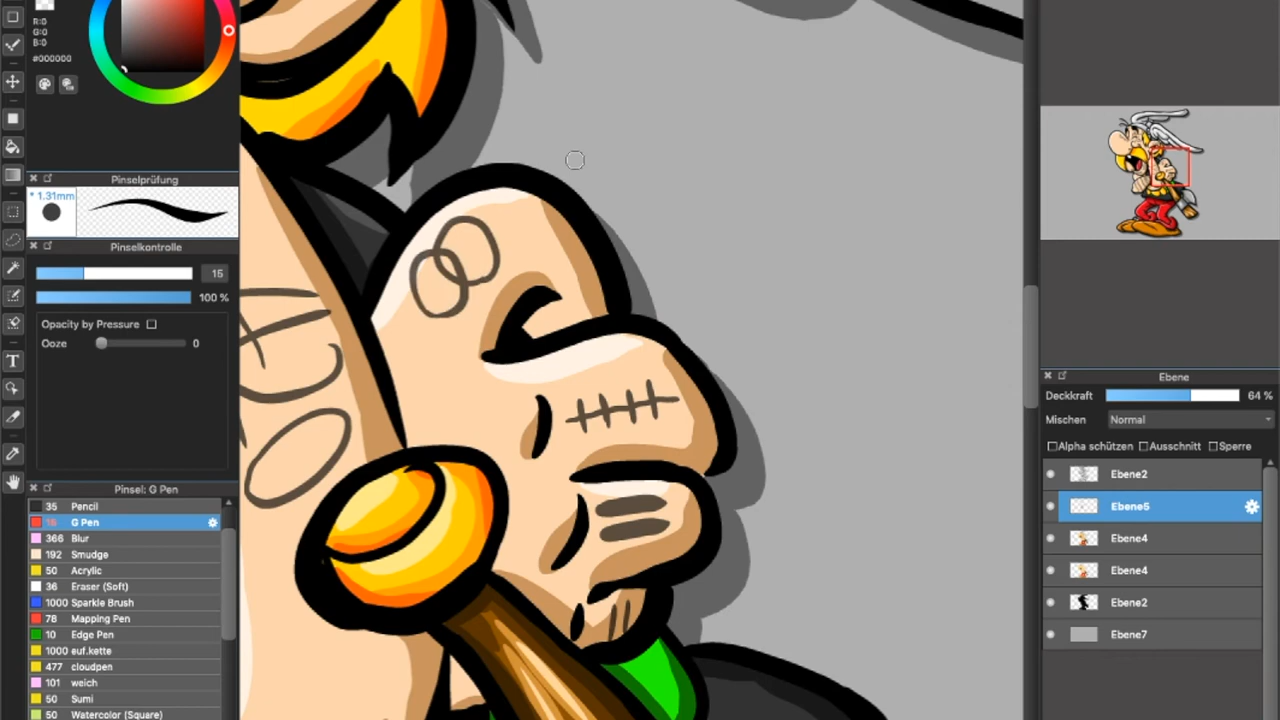 R:0
G:0
B:0
#000000
Pinselprüfung
* 1.31mm
Pinselkontrolle
15
100 %
Opacity by Pressure
Ooze 0
Pinsel: G Pen
35 Pencil
15 G Pen
366 Blur
192 Smudge
50 Acrylic
36 Eraser (Soft)
1000 Sparkle Brush
78 Mapping Pen
10 Edge Pen
1000 euf.kette
477 cloudpen
101 weich
50 Sumi
50 Watercolor (Square)
T
Ebene
Deckkraft 64 %
Mischen Normal
Alpha schützen Ausschnitt Sperre
Ebene2
Ebene5
Ebene4
Ebene4
Ebene2
Ebene7